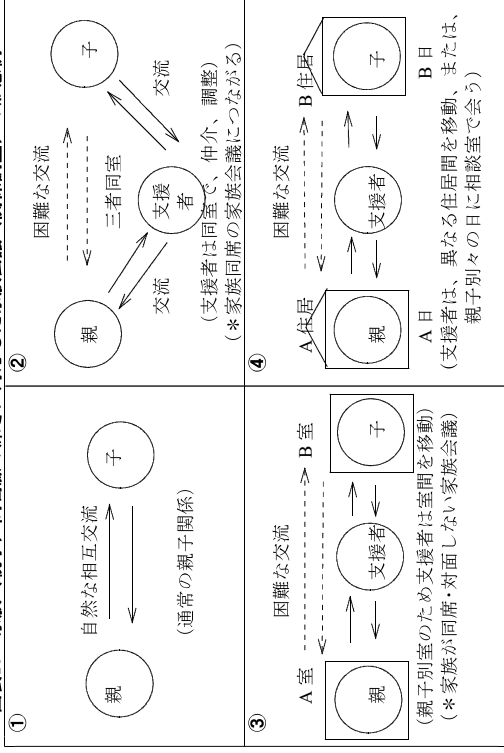 ①
自然な相互交流
親
子
(通常の親子関係)
②
困難な交流
親
子
三者同室
交流
支援
者
交流
(支援者は同室で、仲介、調整)
(*家族同席の家族会議につながる)
③
困難な交流
A 室
B 室
親
支援者
子
(親子別室のため支援者は室間を移動)
(*家族が同席・対面しない家族会議)
④
困難な交流
A 住居
B 住居
親
支援者
子
A 日
B 日
(支援者は、異なる住居間を移動、または、
親子別々の日に相談室で会う)